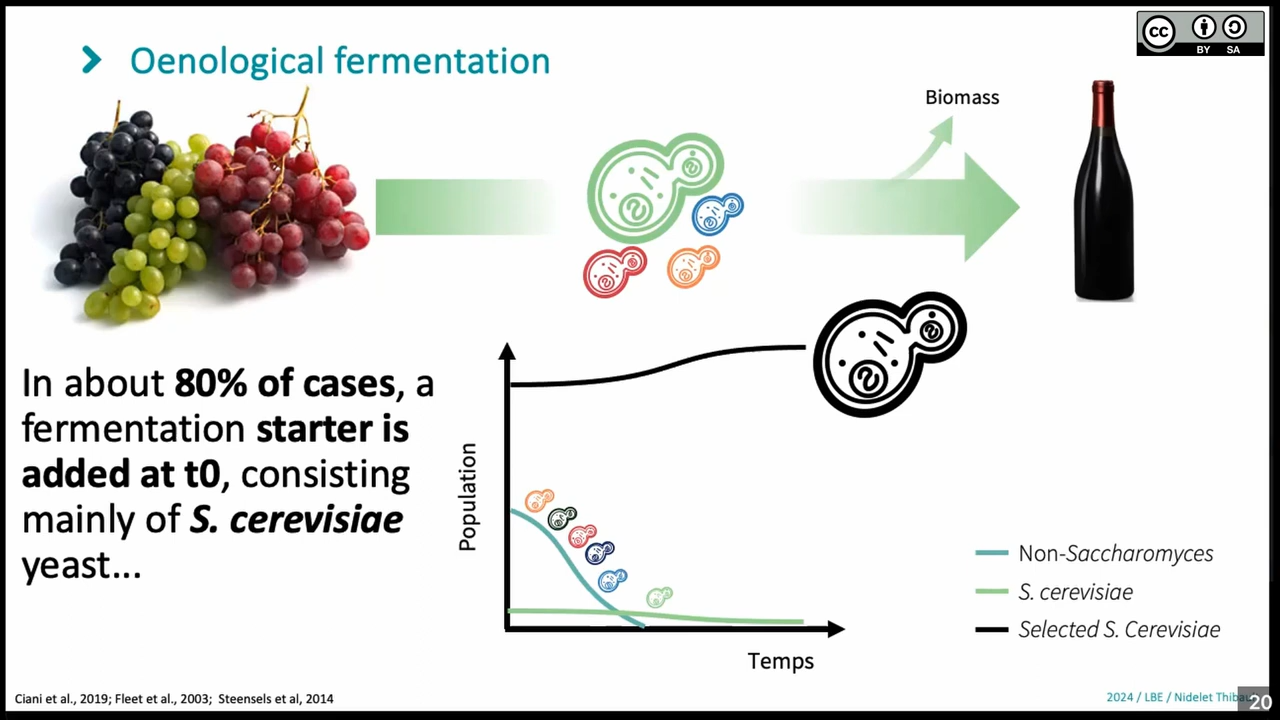 Oenological fermentation
cc
BY SA
Biomass
In about 80% of cases, a
fermentation starter is
added at t0, consisting
mainly of S. cerevisiae
yeast...
Population
Temps
Non-Saccharomyces
S. cerevisiae
Selected S. Cerevisiae
Ciani et al., 2019; Fleet et al., 2003; Steensels et al, 2014
2024 / LBE / Nidelet
20